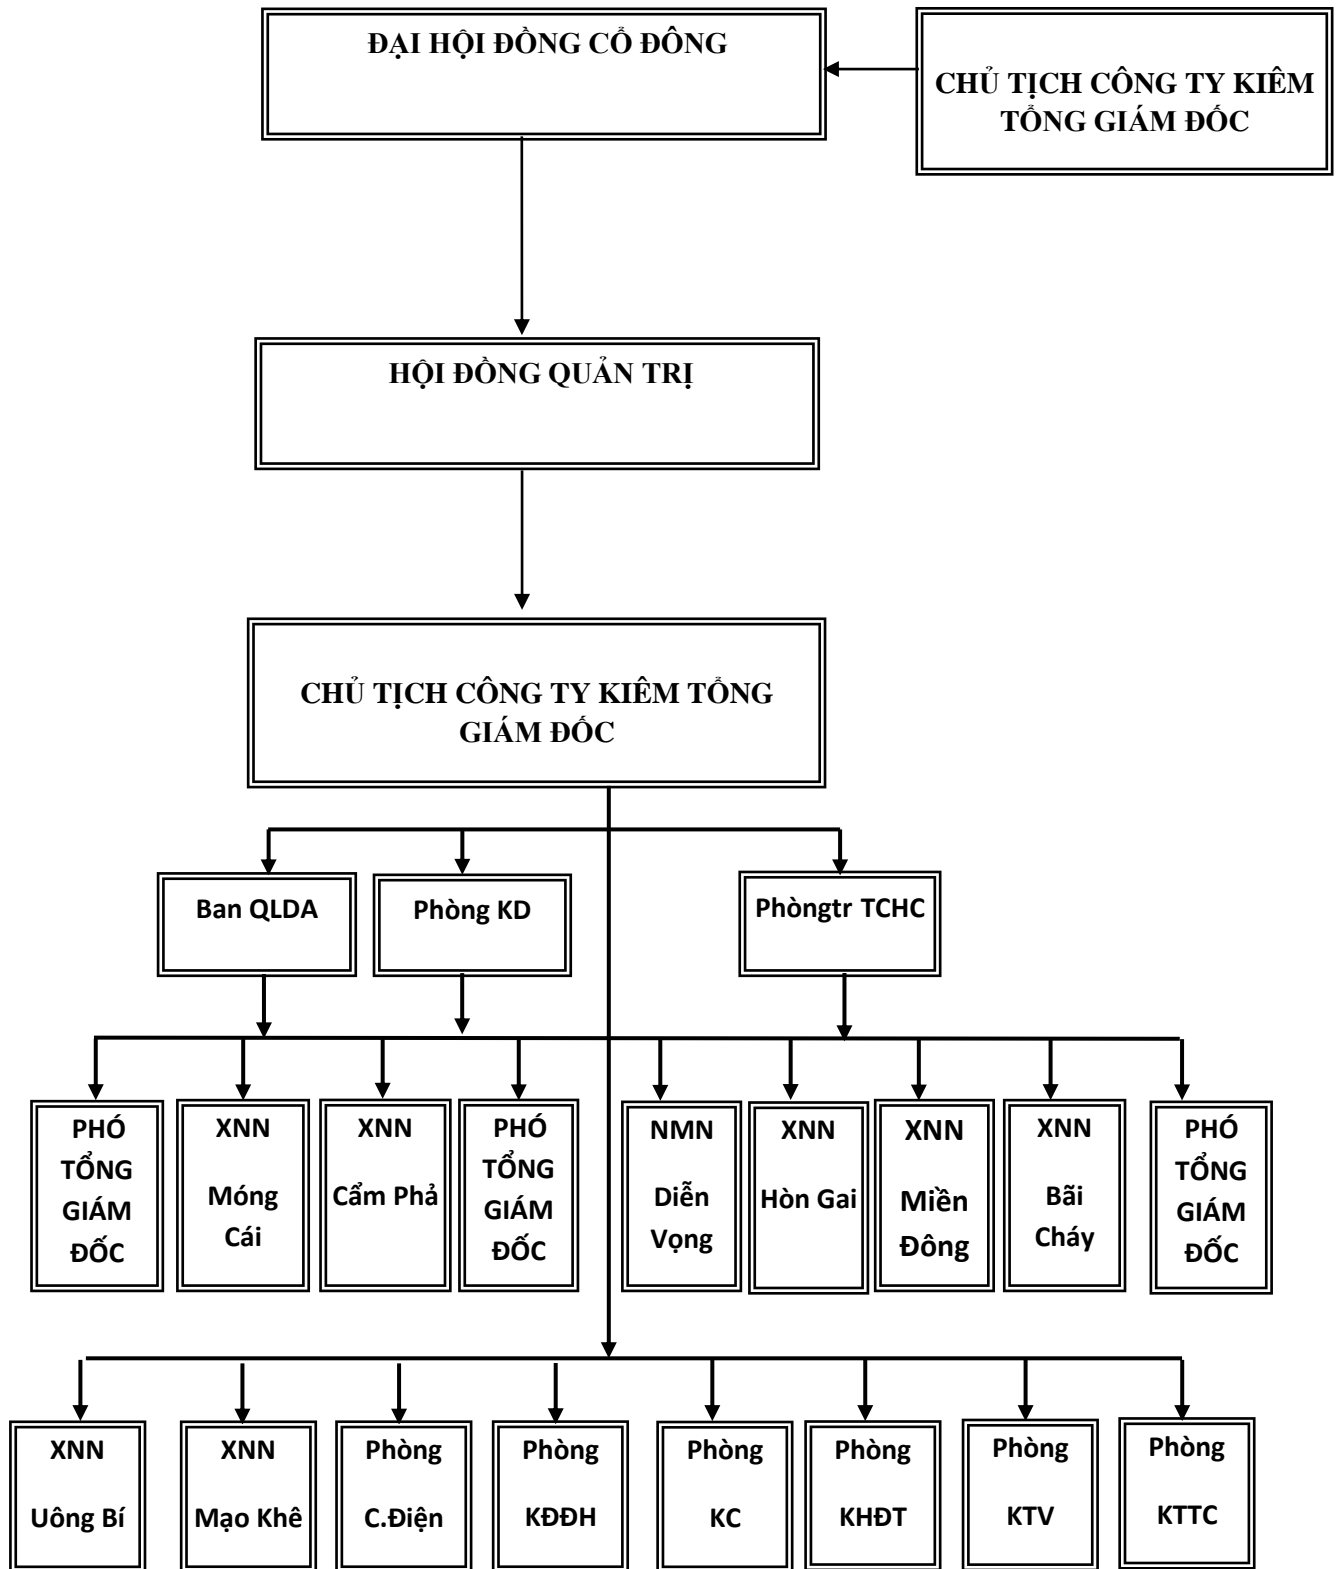 ĐẠI HỘI ĐỒNG CỔ ĐÔNG
CHỦ TỊCH CÔNG TY KIÊM
TỔNG GIÁM ĐỐC
HỘI ĐỒNG QUẢN TRỊ
CHỦ TỊCH CÔNG TY KIÊM TỔNG
GIÁM ĐỐC
Ban QLDA
Phòng KD
Phòngtr TCHC
PHÓ
TỔNG
GIÁM
ĐỐC
XNN
Móng
Cái
XNN
Cẩm Phả
PHÓ
TỔNG
GIÁM
ĐỐC
NMN
Diễn
Vọng
XNN
Hòn Gai
XNN
Miền
Đông
XNN
Bãi
Cháy
PHÓ
TỔNG
GIÁM
ĐỐC
XNN
Uông Bí
XNN
Mạo Khê
Phòng
C.Điện
Phòng
KĐĐH
Phòng
KC
Phòng
KHĐT
Phòng
KTV
Phòng
KTTC